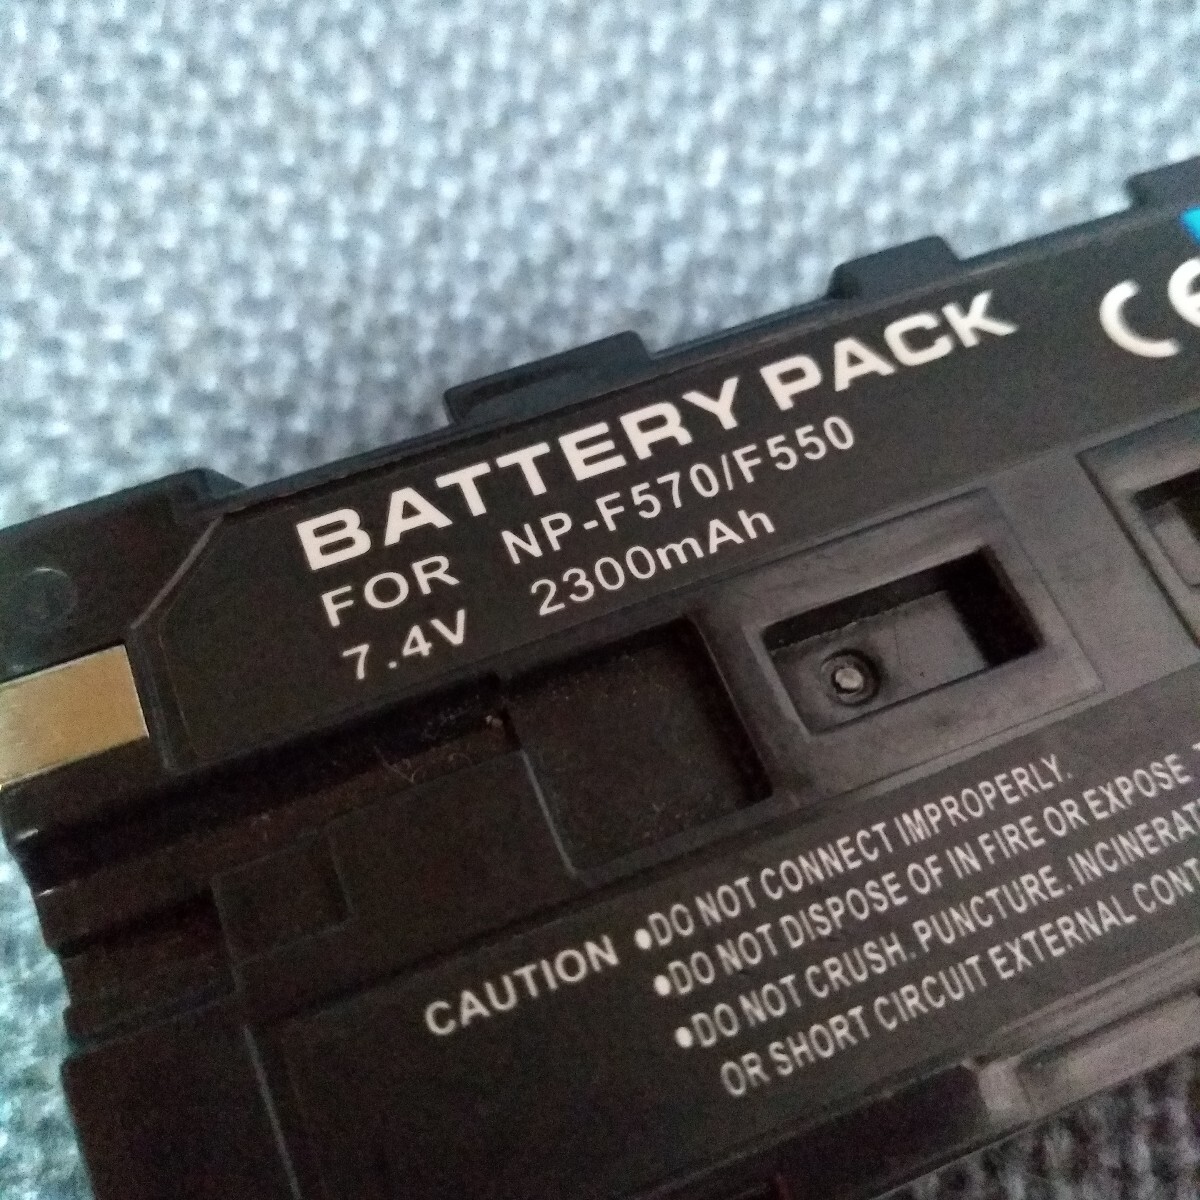 BATTERY PACK
FOR NP-F570/F550
7.4V 2300mAh
CE
CAUTION •DO NOT CONNECT IMPROPERLY.
•DO NOT DISPOSE OF IN FIRE OR EXPOSE
•DO NOT CRUSH. PUNCTURE. INCINERAT
OR SHORT CIRCUIT EXTERNAL CONT